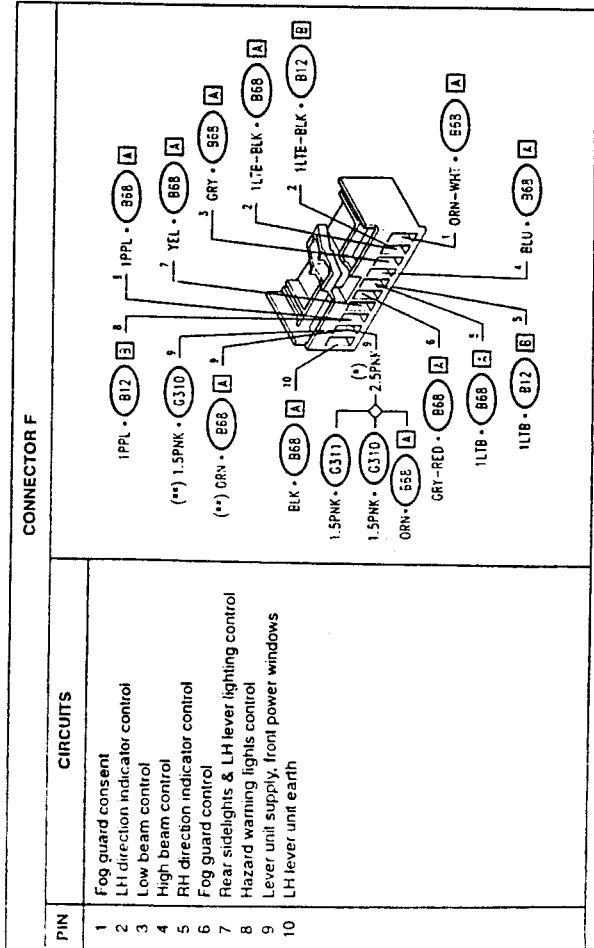 CONNECTOR F
PIN CIRCUITS
1 Fog guard consent
2 LH direction indicator control
3 Low beam control
4 High beam control
5 RH direction indicator control
6 Fog guard control
7 Rear sidelights & LH lever lighting control
8 Hazard warning lights control
9 Lever unit supply, front power windows
10 LH lever unit earth
1PPL • B12 B 8
(**) 1.5PNK • G310 9
(**) ORN • B68 A 9
BLK • B68 A 10
1.5PNK • G311
1.5PNK • G310
ORN • B68 A
(*) 2.5PNK 9
GRY-RED • B68 A 6
1LTB • B68 A 5
1LTB • B12 B 5
8 1PPL • B68 A
7 YEL • B68 A
3 GRY • B68 A
2 1LTE-BLK • B68 A
2 1LTE-BLK • B12 B
1 ORN-WHT • B68 A
4 BLU • B68 A